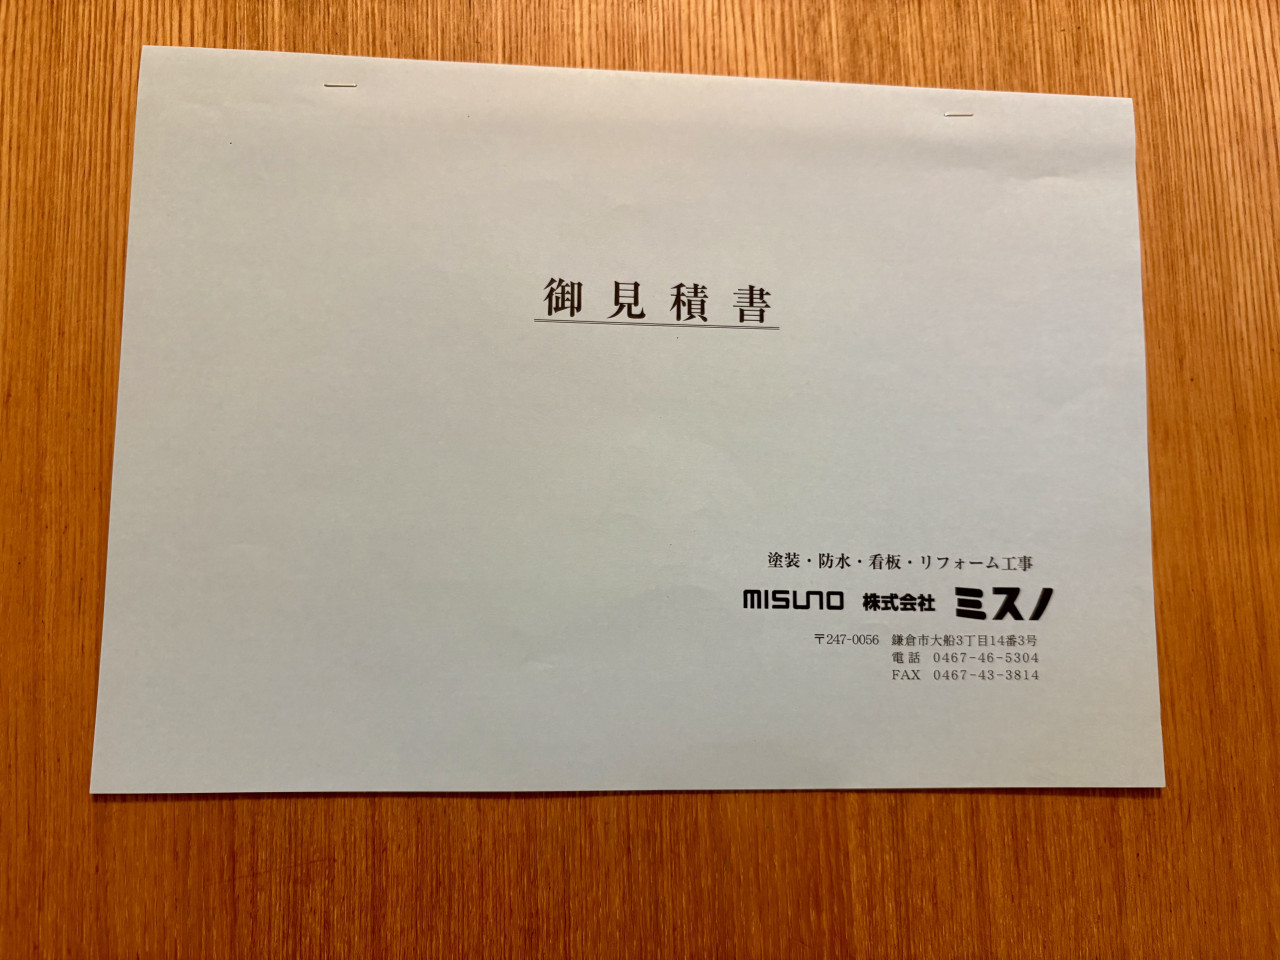 御見積書
塗装・防水・看板・リフォーム工事
MISUNO 株式会社 ミスノ
〒247-0056 鎌倉市大船3丁目14番3号
電話 0467-46-5304
FAX 0467-43-3814